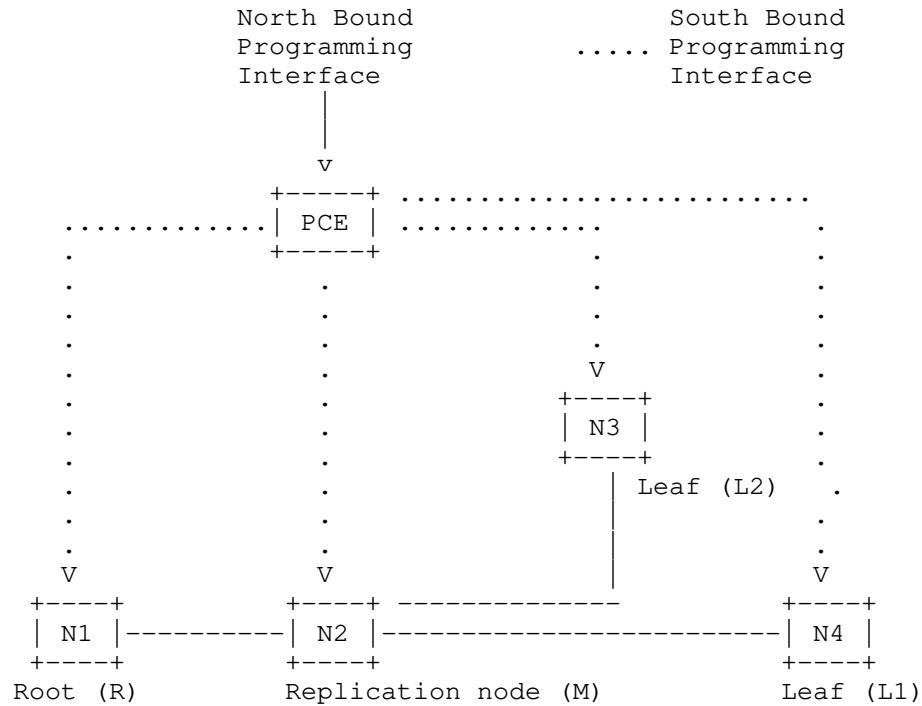 North Bound South Bound
Programming ..... Programming
Interface Interface
v
PCE
V
N3
Leaf (L2)
V V V
N1 N2 N4
Root (R) Replication node (M) Leaf (L1)